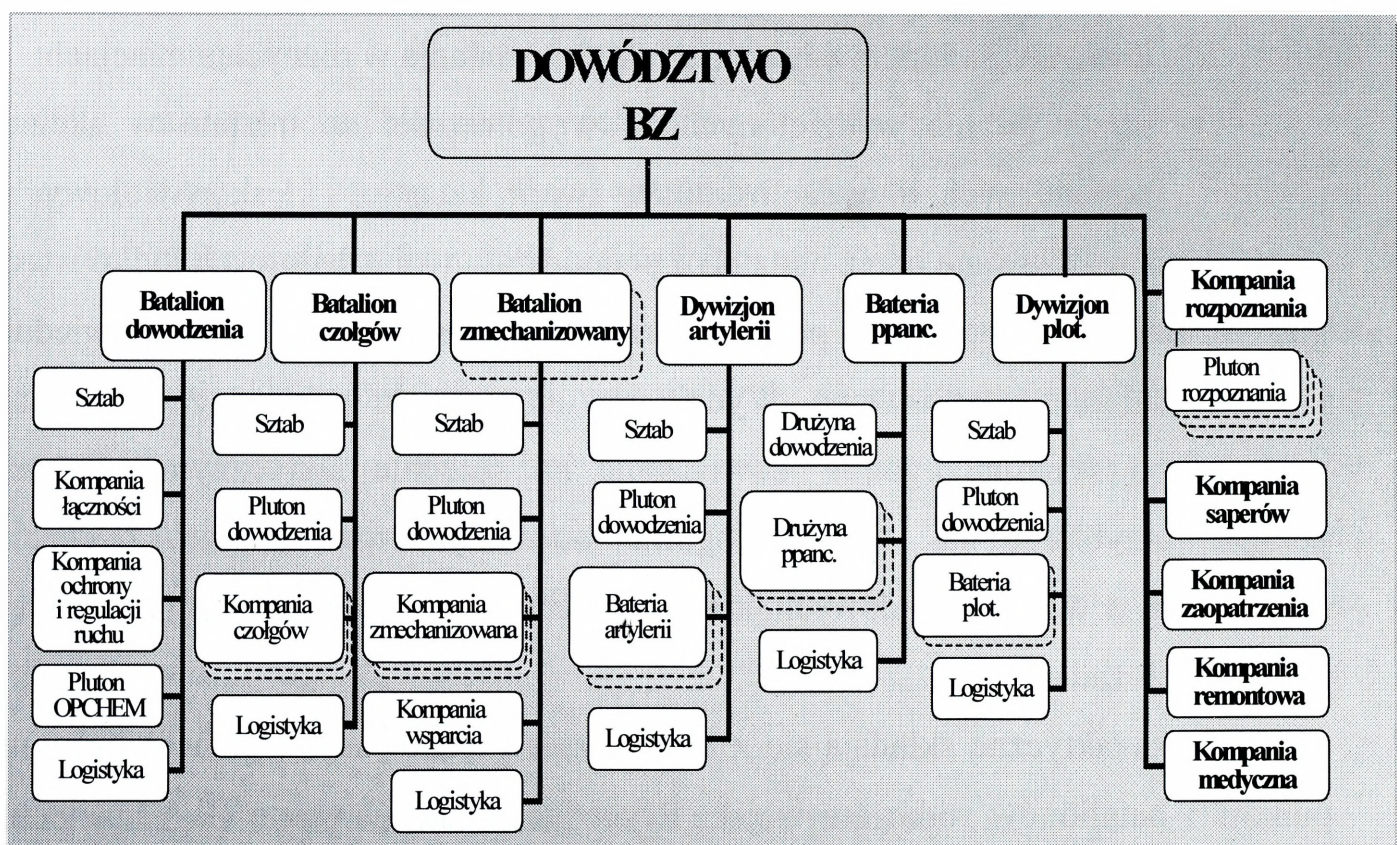 DOWÓDZTWO
BZ
Batalion
dowodzenia
Sztab
Kompania
łączności
Kompania
ochrony
i regulacji
ruchu
Pluton
OPCHEM
Logistyka
Batalion
czołgów
Sztab
Pluton
dowodzenia
Kompania
czołgów
Logistyka
Batalion
zmechanizowany
Sztab
Pluton
dowodzenia
Kompania
zmechanizowana
Kompania
wsparcia
Logistyka
Dywizjon
artylerii
Sztab
Pluton
dowodzenia
Bateria
artylerii
Logistyka
Bateria
ppanc.
Drużyna
dowodzenia
Drużyna
ppanc.
Logistyka
Dywizjon
plot.
Sztab
Pluton
dowodzenia
Bateria
plot.
Logistyka
Kompania
rozpoznania
Pluton
rozpoznania
Kompania
saperów
Kompania
zaopatrzenia
Kompania
remontowa
Kompania
medyczna